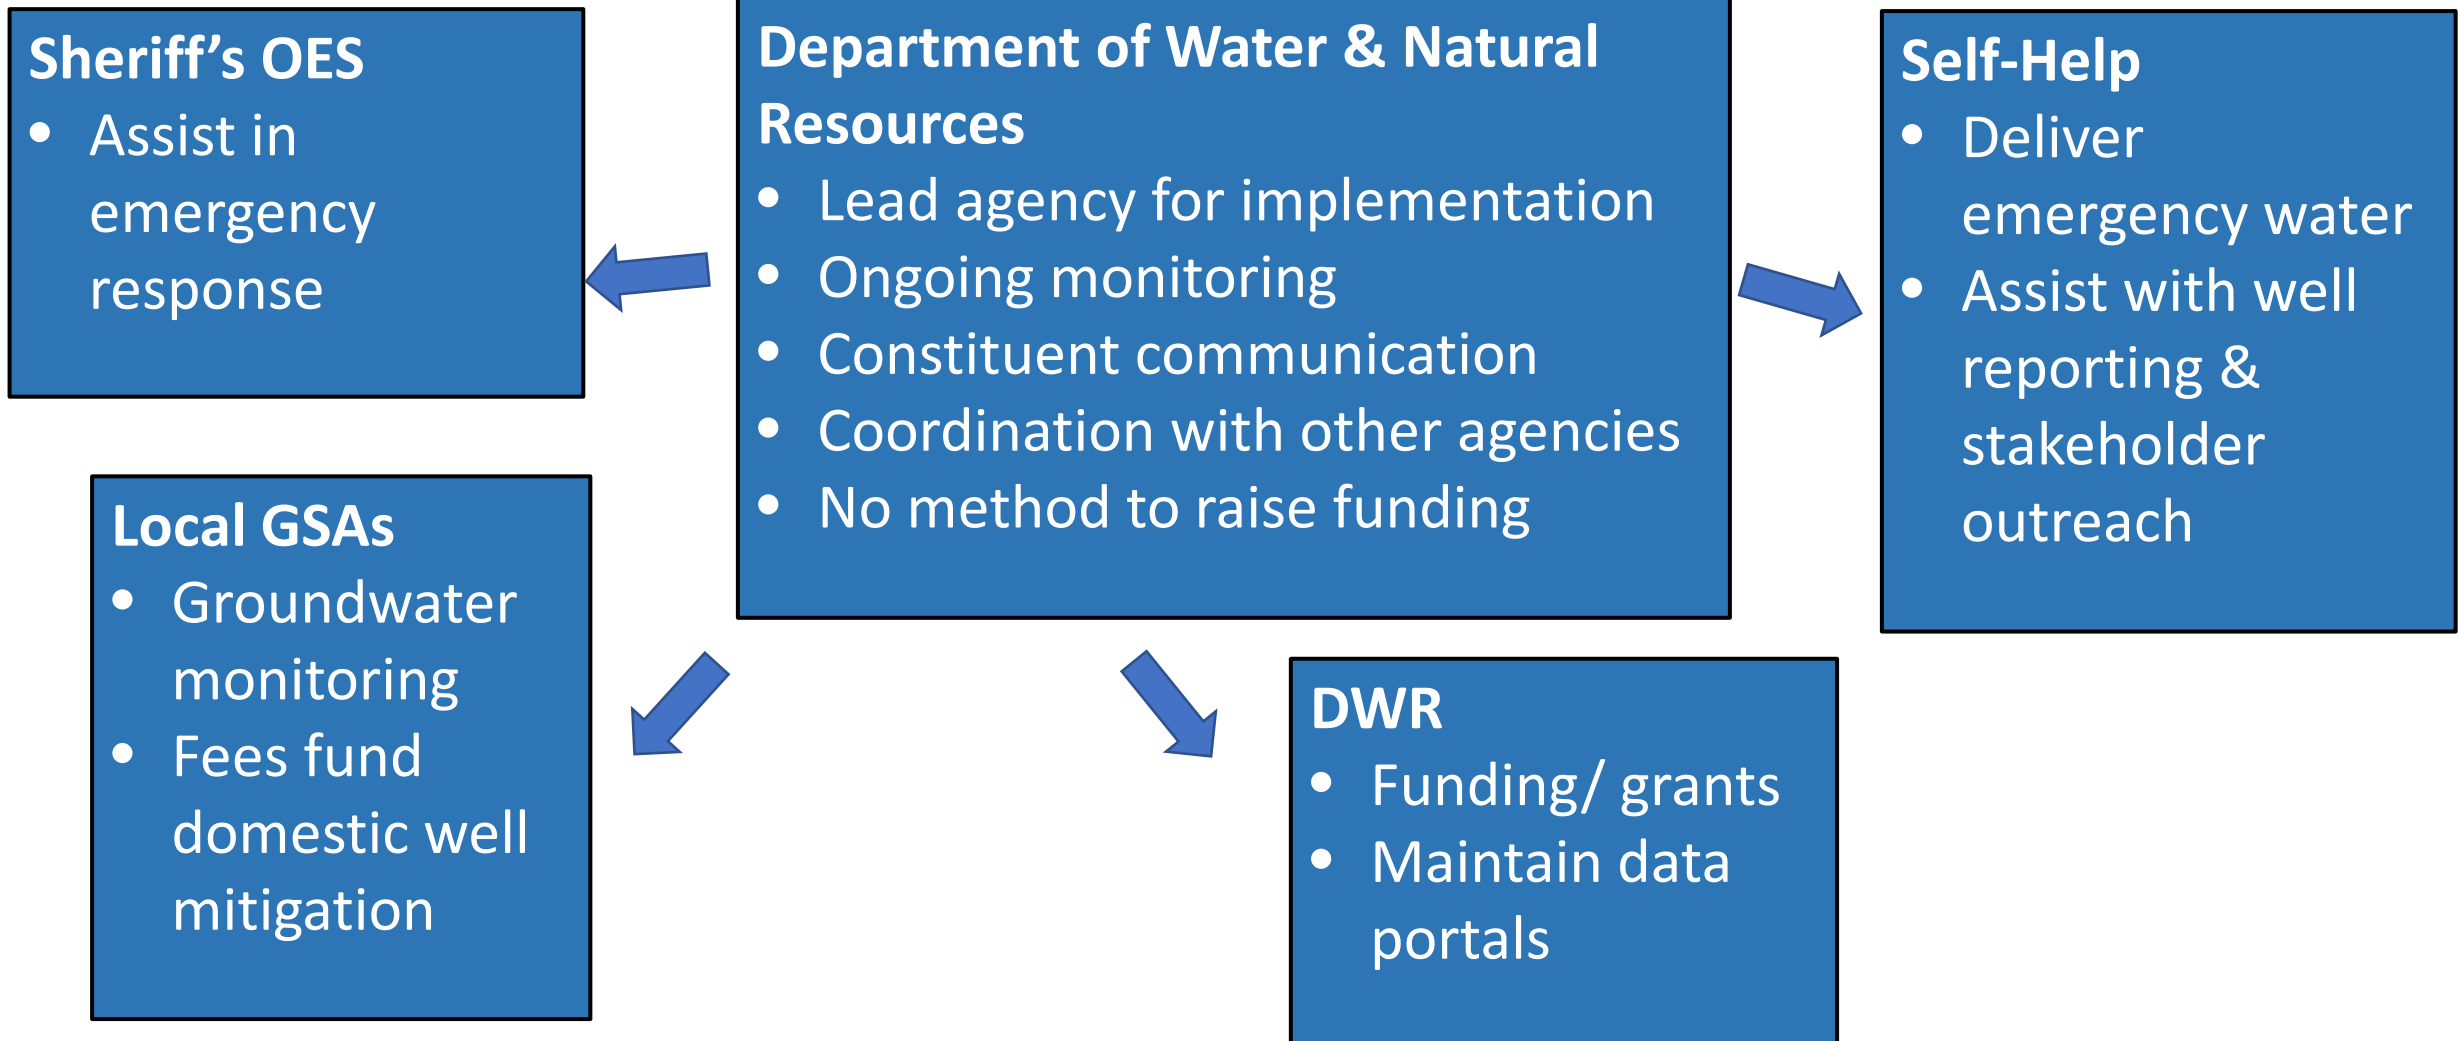 Sheriff’s OES
• Assist in
emergency
response
Department of Water & Natural
Resources
• Lead agency for implementation
• Ongoing monitoring
• Constituent communication
• Coordination with other agencies
• No method to raise funding
Self-Help
• Deliver
emergency water
• Assist with well
reporting &
stakeholder
outreach
Local GSAs
• Groundwater
monitoring
• Fees fund
domestic well
mitigation
DWR
• Funding/ grants
• Maintain data
portals